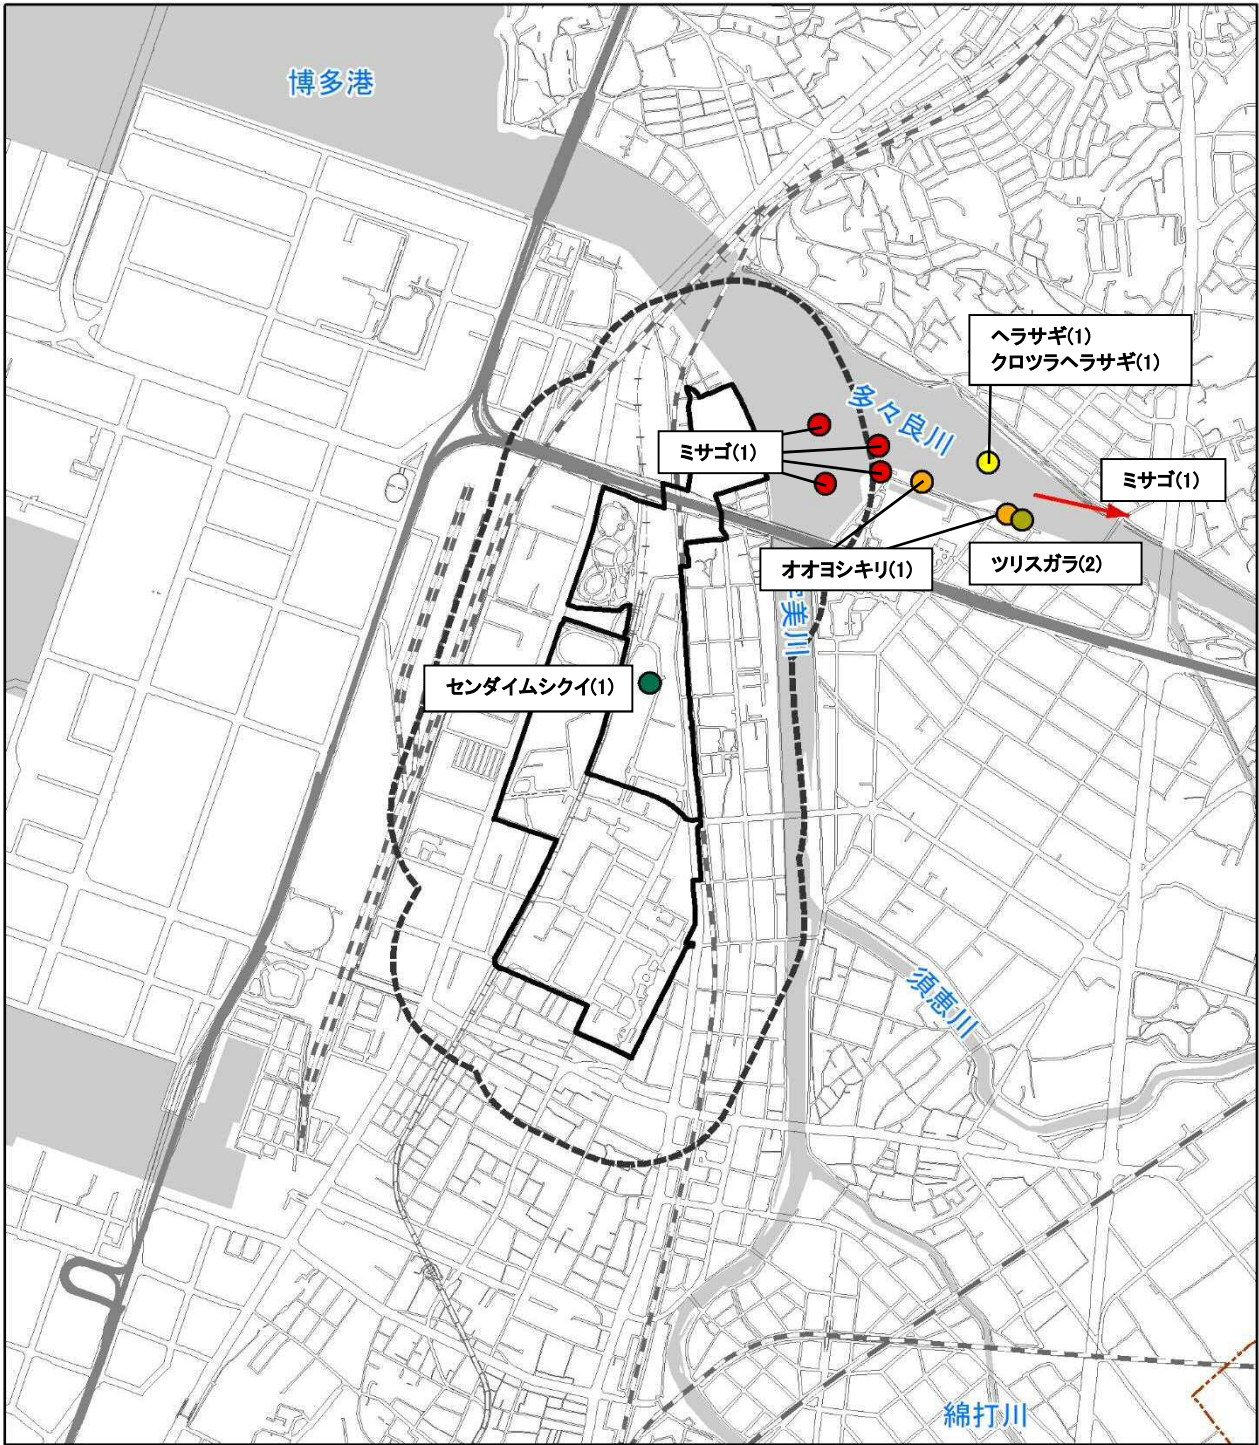 博多港
ヘラサギ(1)
クロツラヘラサギ(1)
多々良川
ミサゴ(1)
ミサゴ(1)
オオヨシキリ(1)
ツリスガラ(2)
美川
センダイムシクイ(1)
須恵川
綿打川